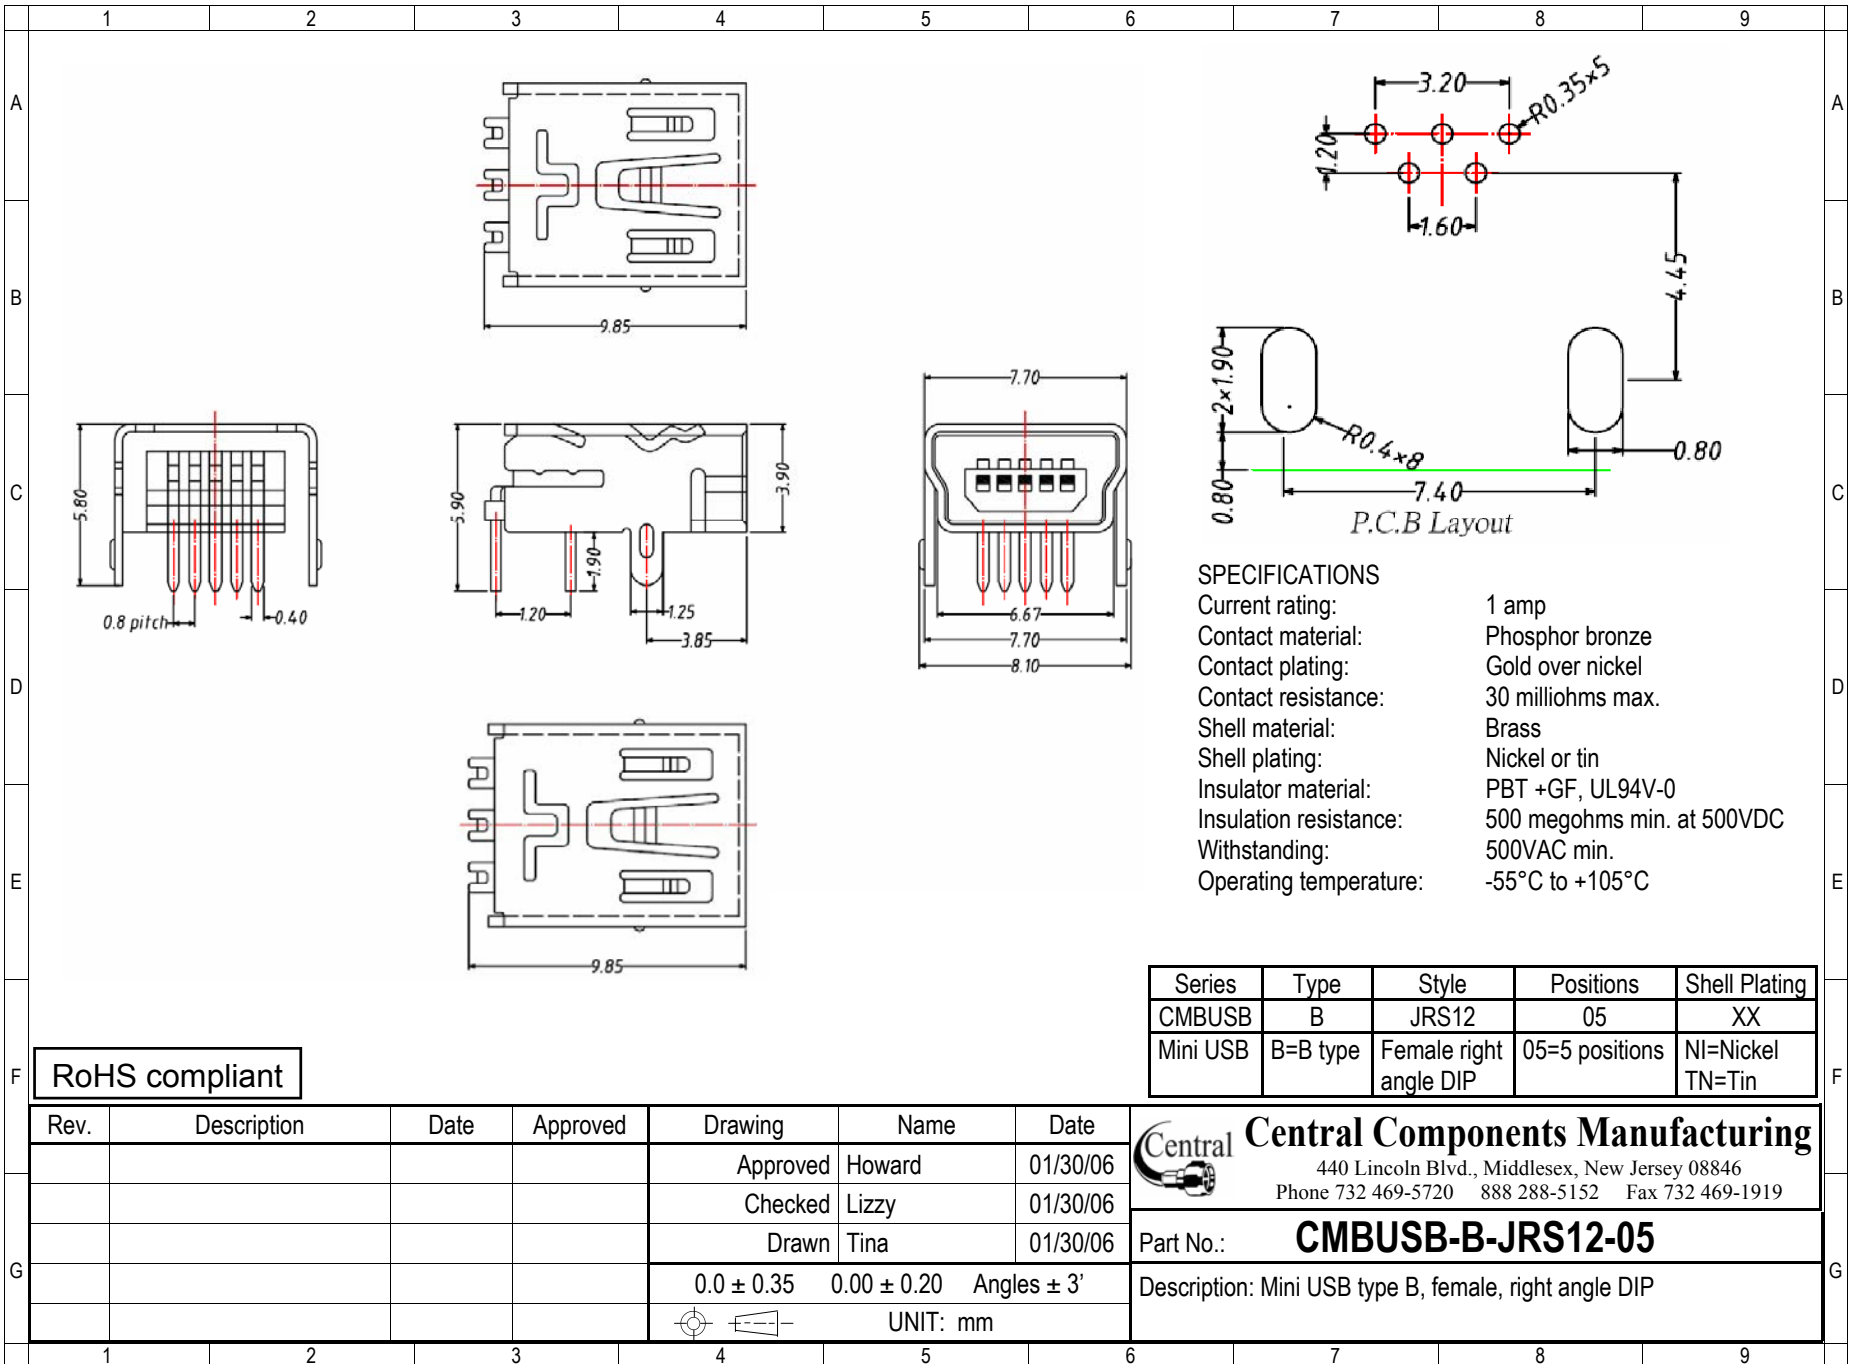 1 2 3 4 5 6 7 8 9
A A
B B
C C
D D
E E
F F
G G
9.85
5.80
0.8 pitch
0.40
5.90
3.90
1.90
1.20
1.25
3.85
7.70
6.67
7.70
8.10
9.85
3.20
R0.35×5
1.20
1.60
4.45
2×1.90
R0.4×8
0.80
0.80
7.40
P.C.B Layout
SPECIFICATIONS
Current rating: 1 amp
Contact material: Phosphor bronze
Contact plating: Gold over nickel
Contact resistance: 30 milliohms max.
Shell material: Brass
Shell plating: Nickel or tin
Insulator material: PBT +GF, UL94V-0
Insulation resistance: 500 megohms min. at 500VDC
Withstanding: 500VAC min.
Operating temperature: -55°C to +105°C
Series Type Style Positions Shell Plating
CMBUSB B JRS12 05 XX
Mini USB B=B type Female right 05=5 positions NI=Nickel
angle DIP TN=Tin
RoHS compliant
Rev. Description Date Approved Drawing Name Date
Approved Howard 01/30/06
Checked Lizzy 01/30/06
Drawn Tina 01/30/06
0.0 ± 0.35 0.00 ± 0.20 Angles ± 3’
UNIT: mm
Central
Central Components Manufacturing
440 Lincoln Blvd., Middlesex, New Jersey 08846
Phone 732 469-5720 888 288-5152 Fax 732 469-1919
Part No.: CMBUSB-B-JRS12-05
Description: Mini USB type B, female, right angle DIP
1 2 3 4 5 6 7 8 9